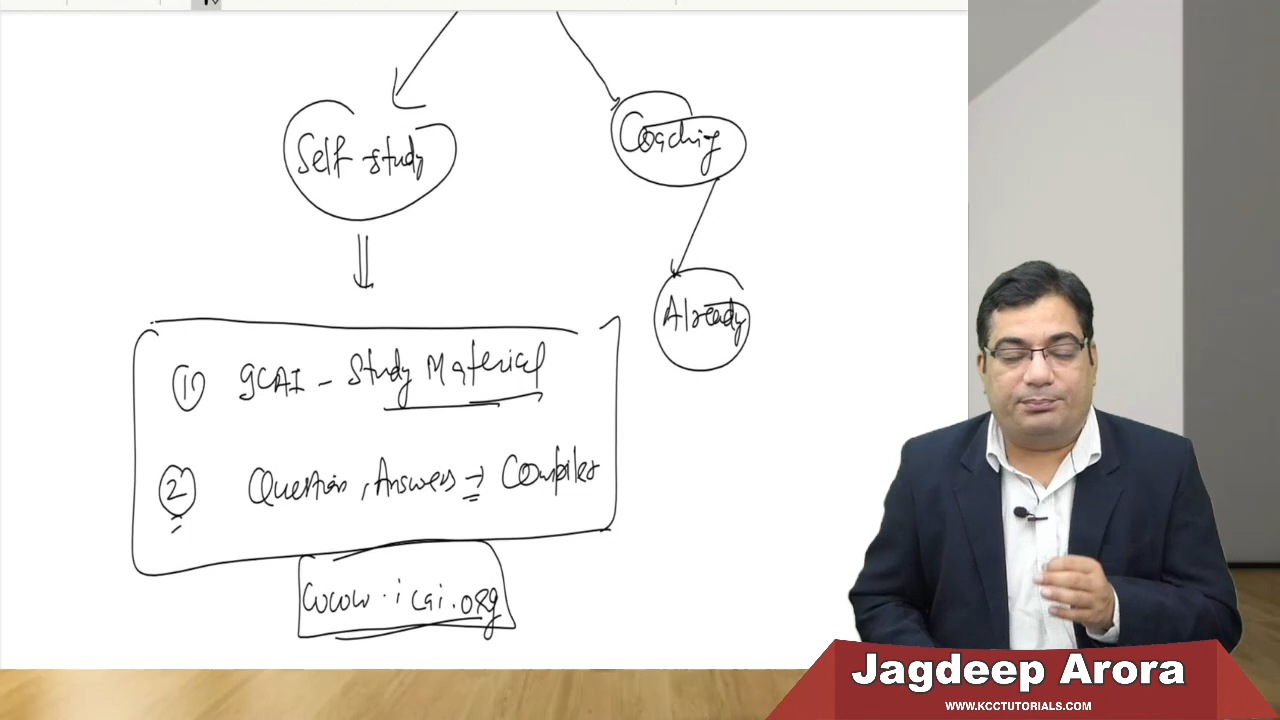 Self-study
Coaching
Already
① ICAI - Study Material
② Question, Answers → Compiler
www.icai.org
Jagdeep Arora
WWW.KCCTUTORIALS.COM